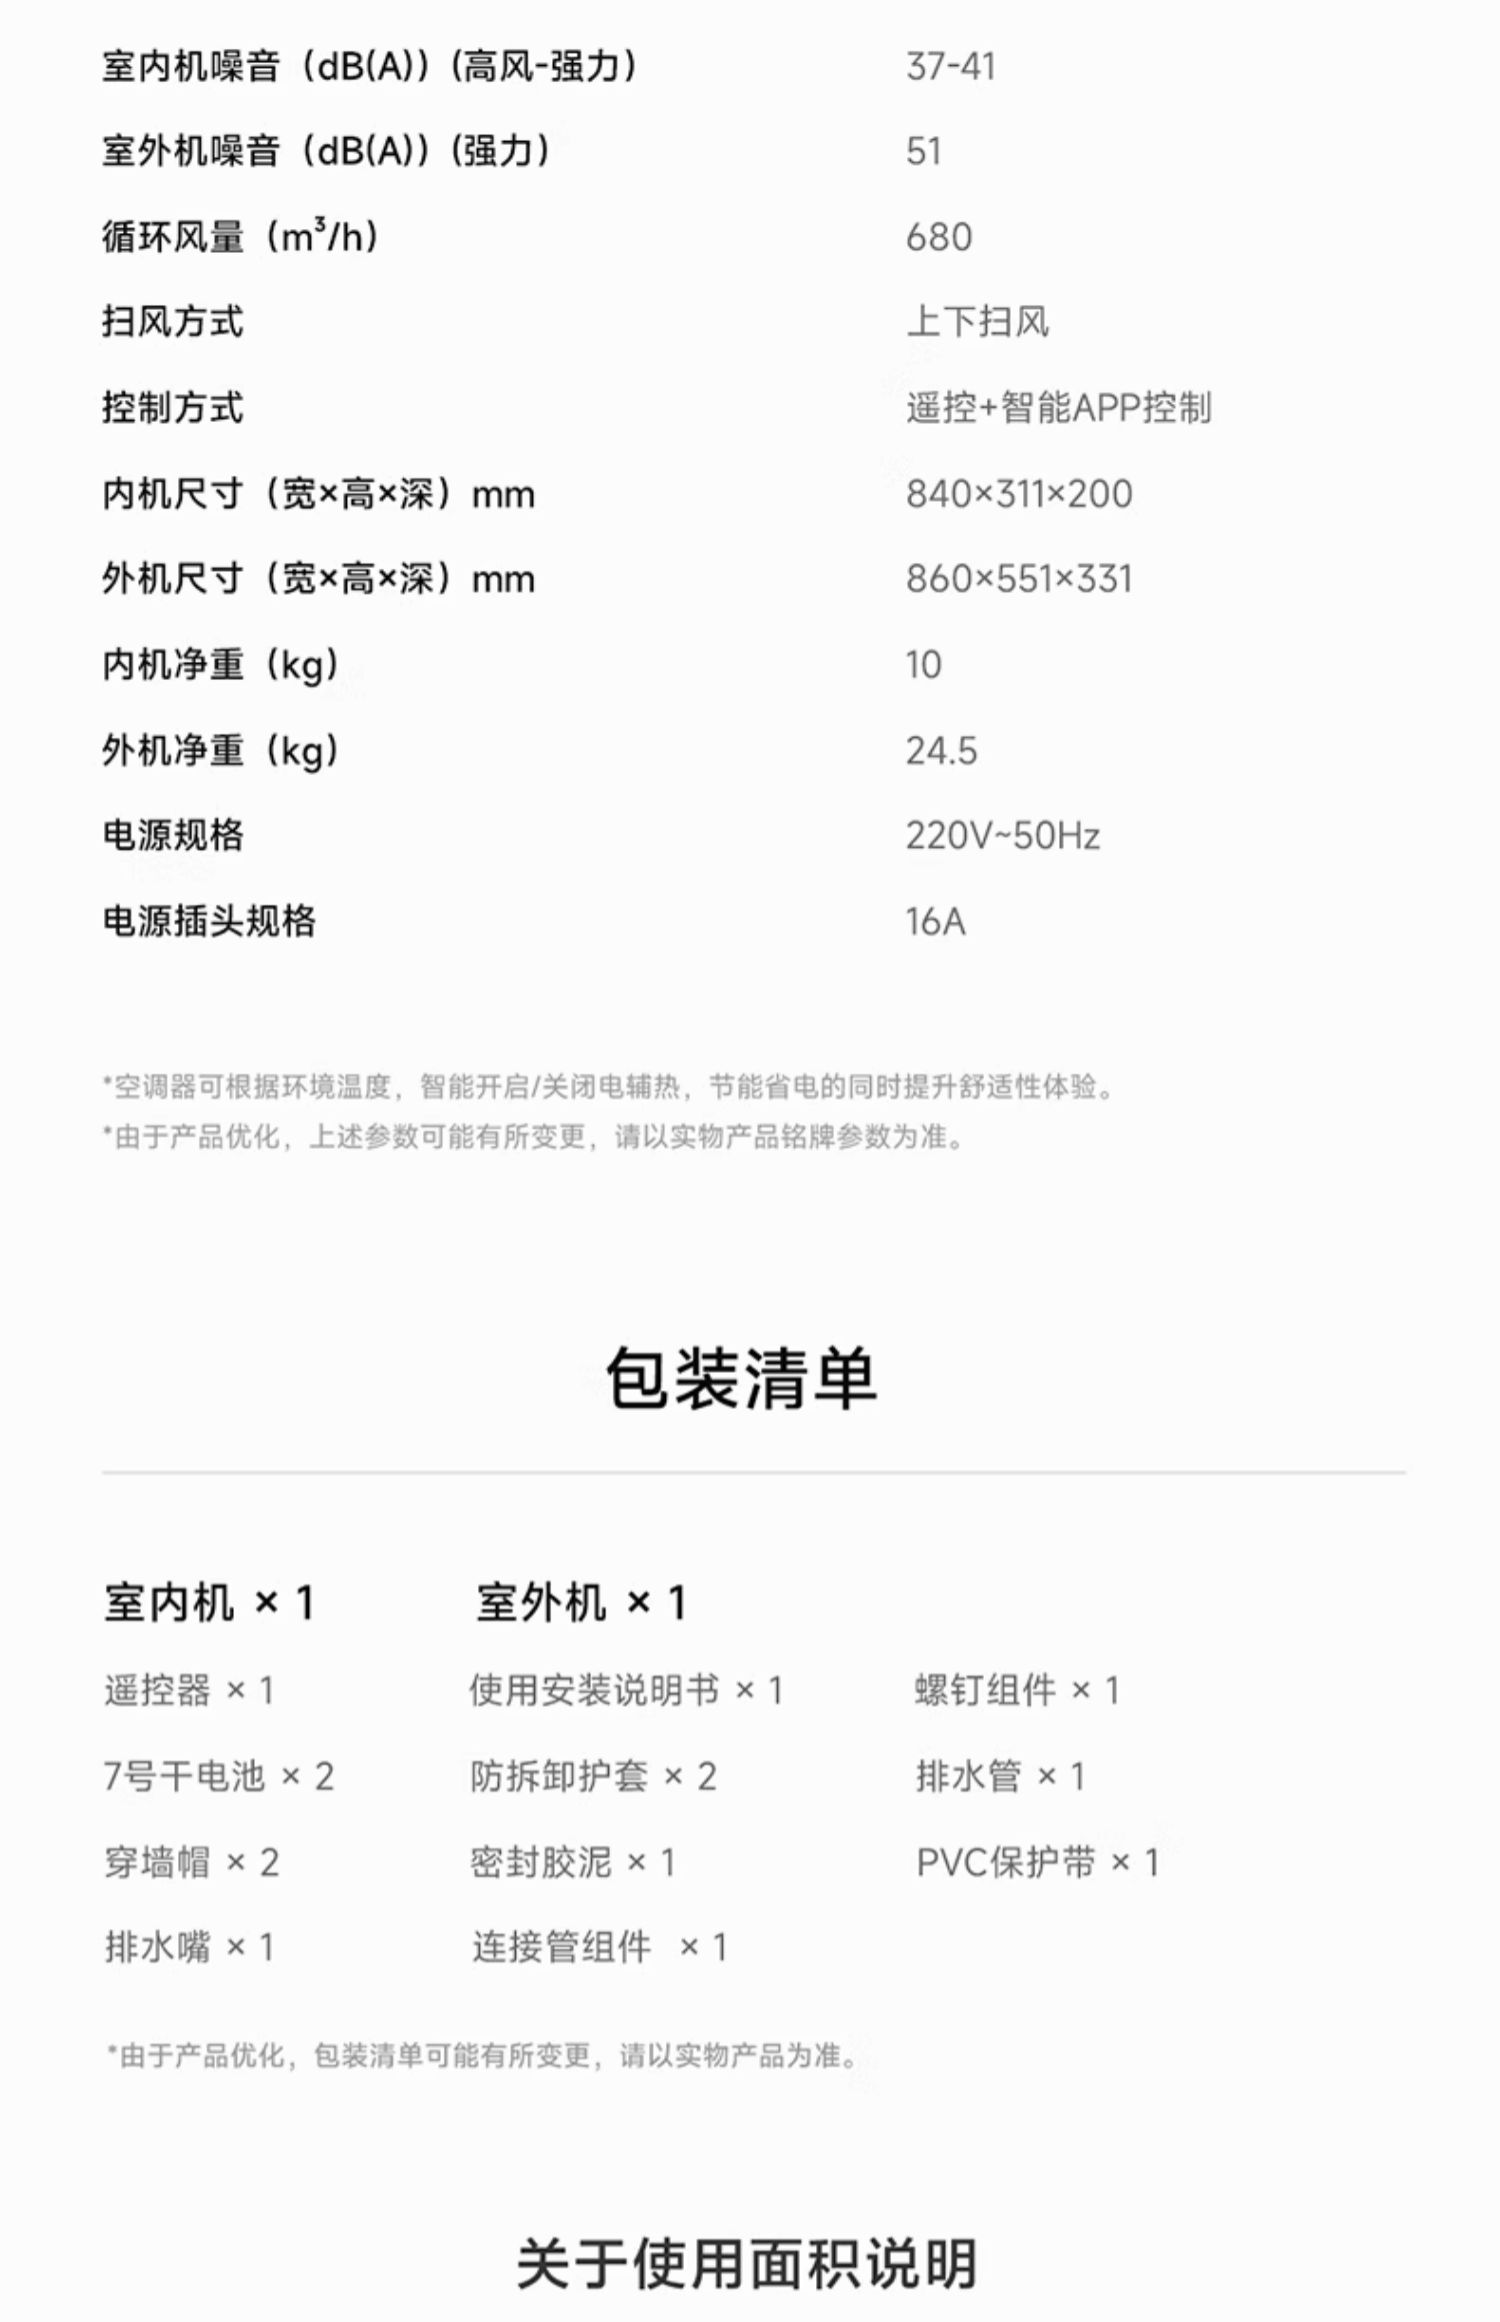 室内机噪音（dB(A)）(高风-强力） 37-41
室外机噪音（dB(A)）(强力） 51
循环风量（m³/h） 680
扫风方式 上下扫风
控制方式 遥控+智能APP控制
内机尺寸（宽×高×深）mm 840×311×200
外机尺寸（宽×高×深）mm 860×551×331
内机净重（kg） 10
外机净重（kg） 24.5
电源规格 220V~50Hz
电源插头规格 16A
*空调器可根据环境温度，智能开启/关闭电辅热，节能省电的同时提升舒适性体验。
*由于产品优化，上述参数可能有所变更，请以实物产品铭牌参数为准。
包装清单
室内机 × 1 室外机 × 1
遥控器 × 1 使用安装说明书 × 1 螺钉组件 × 1
7号干电池 × 2 防拆卸护套 × 2 排水管 × 1
穿墙帽 × 2 密封胶泥 × 1 PVC保护带 × 1
排水嘴 × 1 连接管组件 × 1
*由于产品优化，包装清单可能有所变更，请以实物产品为准。
关于使用面积说明